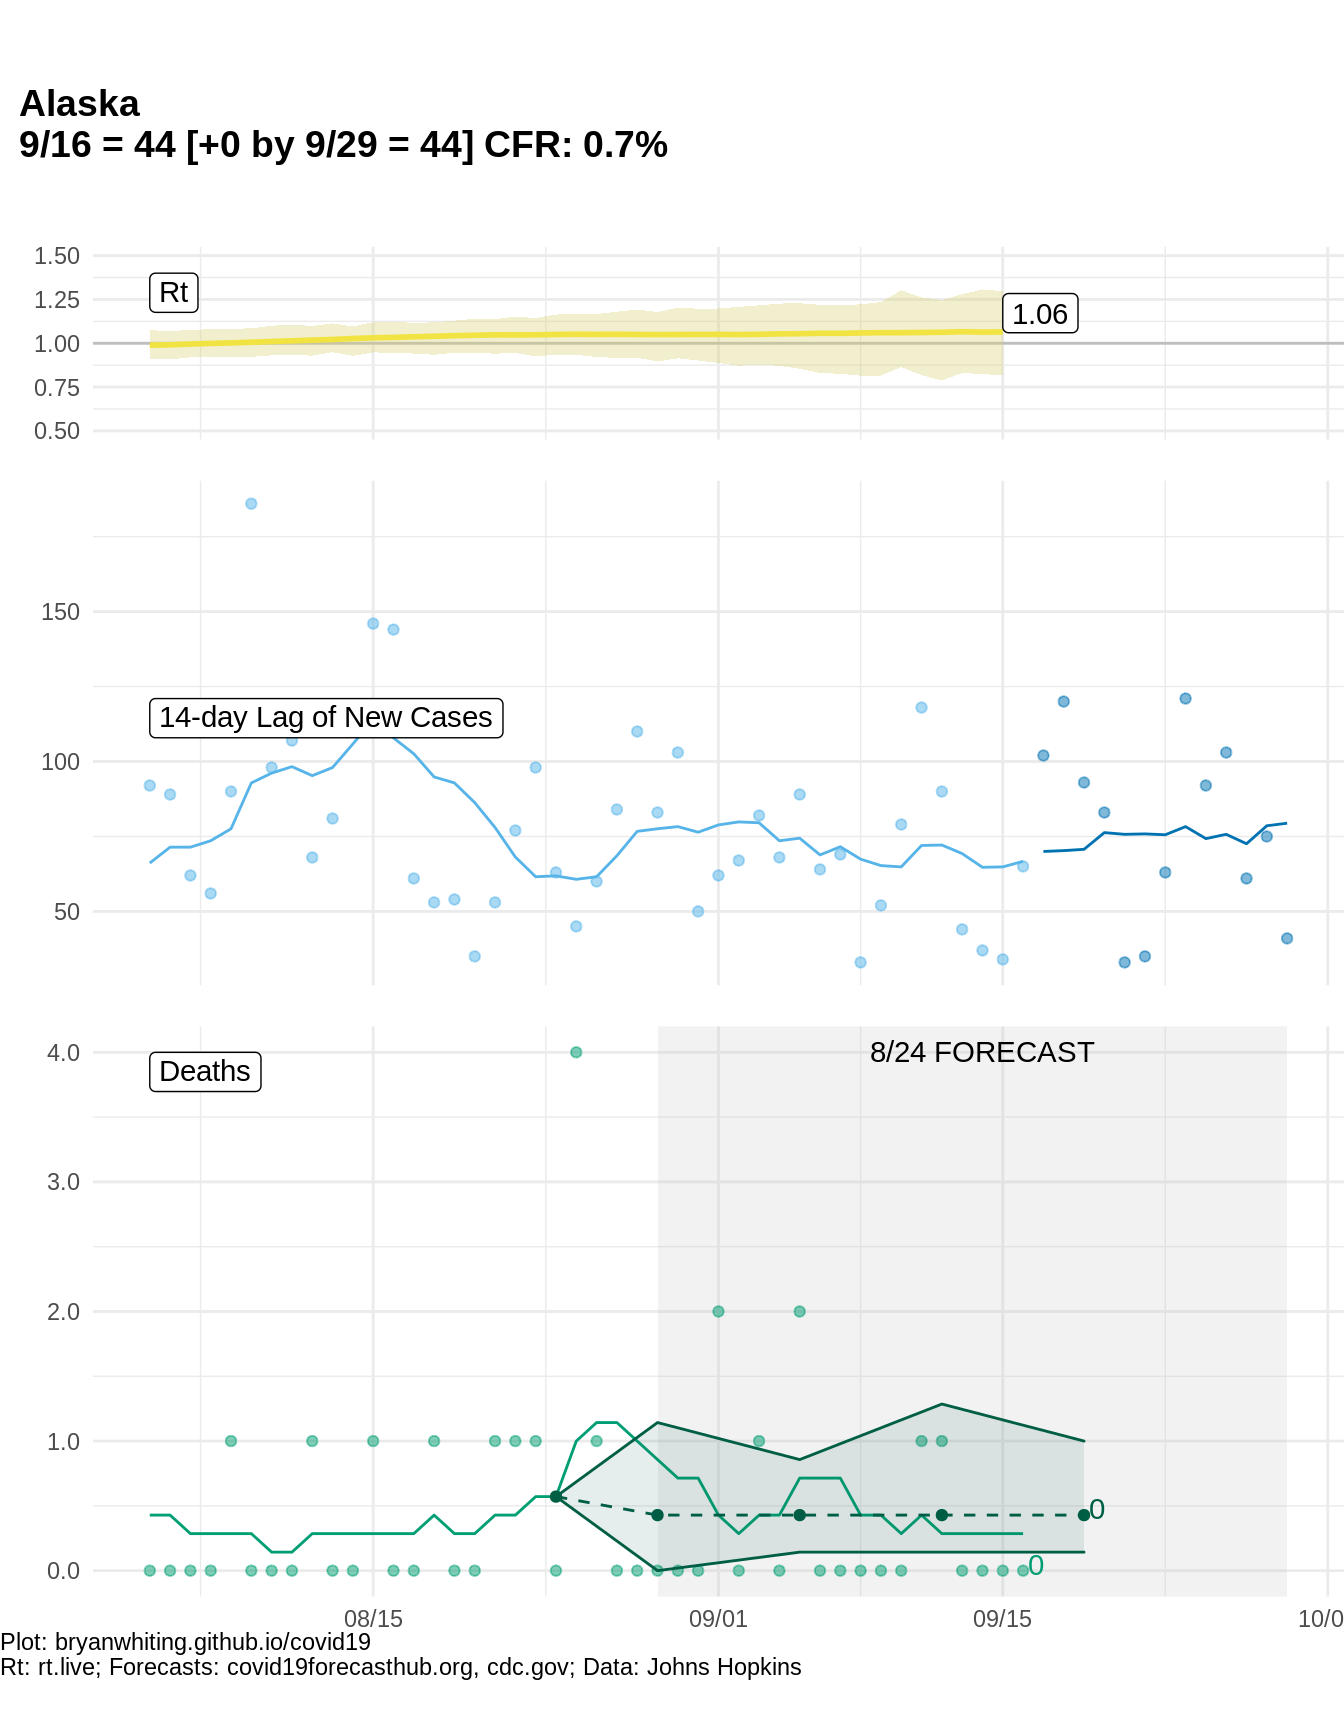 Alaska
9/16 = 44 [+0 by 9/29 = 44] CFR: 0.7%
1.50
1.25
1.00
0.75
0.50
Rt
1.06
150
100
50
14-day Lag of New Cases
4.0
3.0
2.0
1.0
0.0
Deaths
8/24 FORECAST
0
0
08/15
09/01
09/15
10/0
Plot: bryanwhiting.github.io/covid19
Rt: rt.live; Forecasts: covid19forecasthub.org, cdc.gov; Data: Johns Hopkins